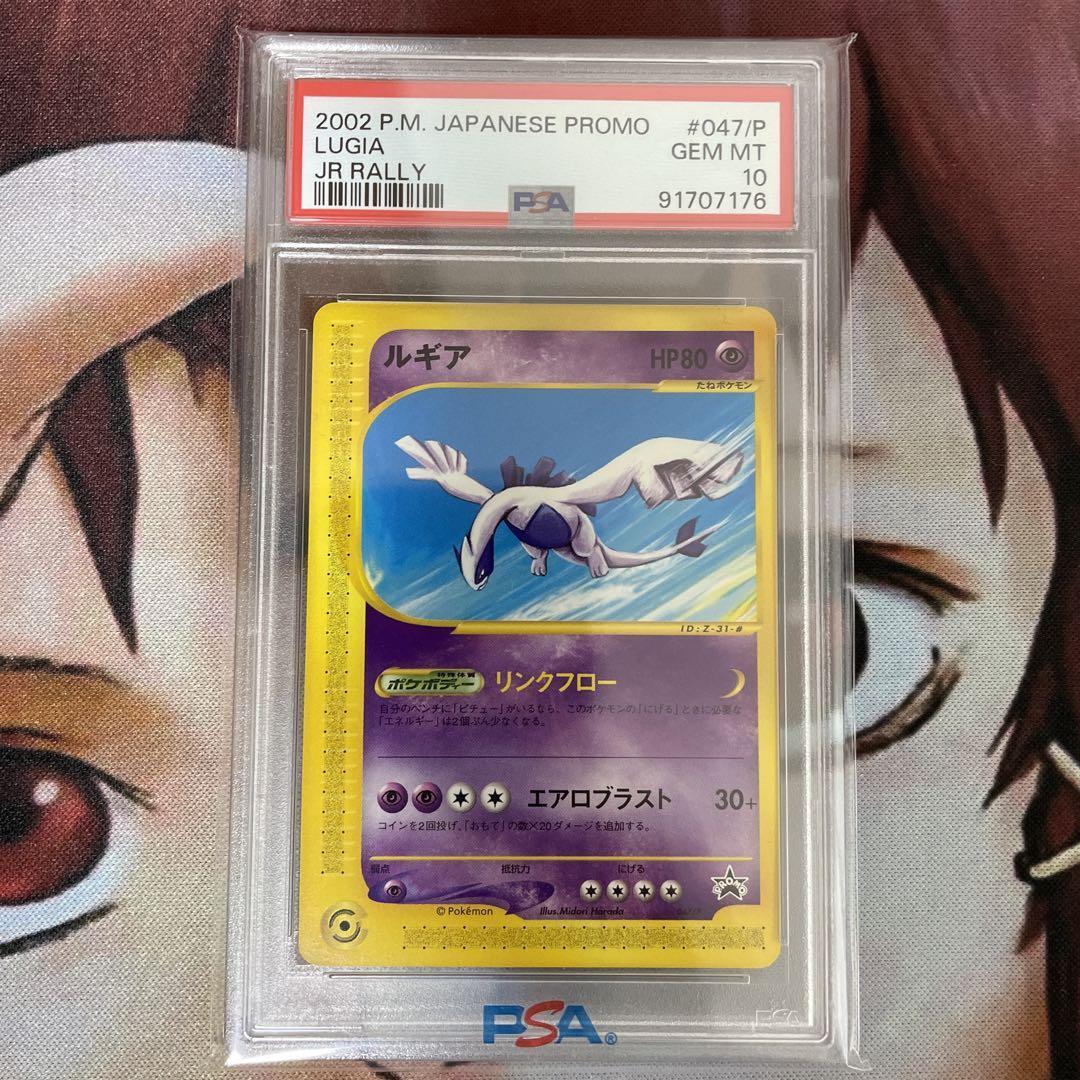 2002 P.M. JAPANESE PROMO #047/P
LUGIA GEM MT
JR RALLY 10
91707176
PSA
ルギア HP80
たねポケモン
ID:Z-31-#
特殊体質
ポケボディー リンクフロー
自分のベンチに「ピチュー」がいるなら、このポケモンの「にげる」ときに必要な
「エネルギー」は2個ぶん少なくなる。
エアロブラスト 30+
コインを2回投げ、「おもて」の数×20ダメージを追加する。
弱点 抵抗力 にげる
PROMO
©Pokémon Illus.Midori Harada 047/P
PSA®